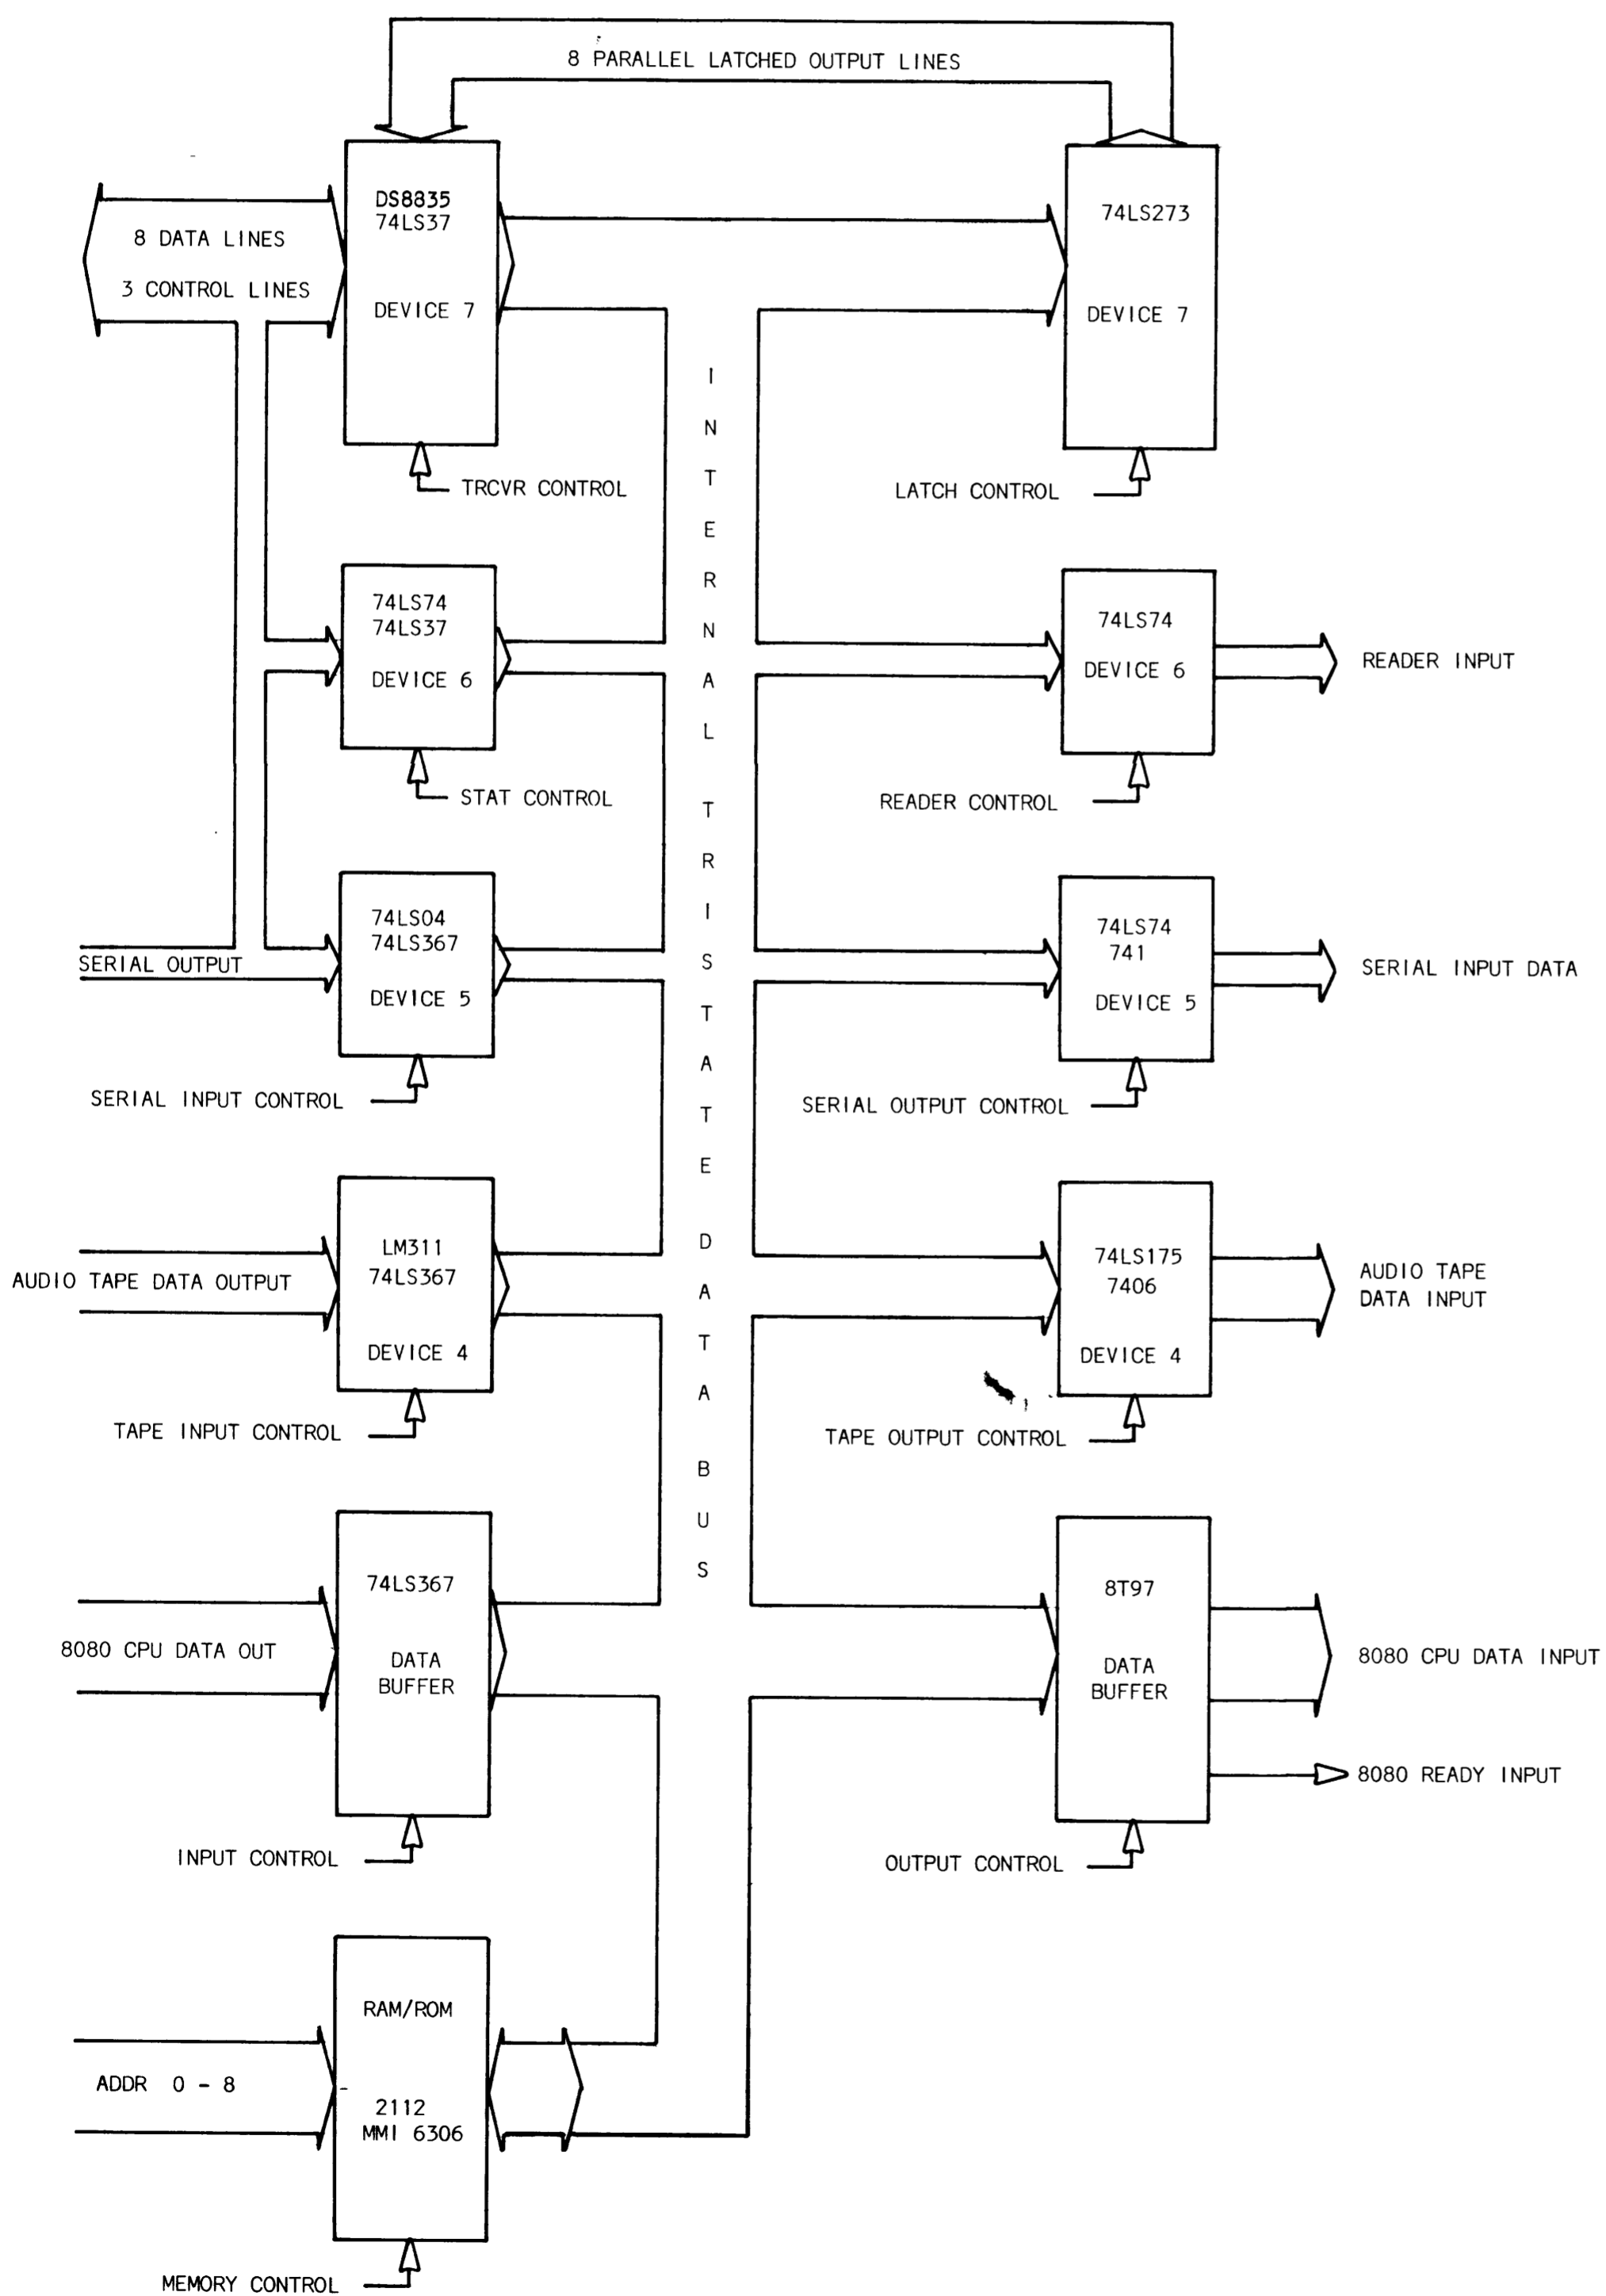 8 PARALLEL LATCHED OUTPUT LINES
8 DATA LINES
3 CONTROL LINES
DS8835
74LS37
DEVICE 7
TRCVR CONTROL
74LS273
DEVICE 7
LATCH CONTROL
74LS74
74LS37
DEVICE 6
STAT CONTROL
74LS74
DEVICE 6
READER CONTROL
READER INPUT
INTERNAL TRISTATE DATA BUS
SERIAL OUTPUT
74LS04
74LS367
DEVICE 5
SERIAL INPUT CONTROL
74LS74
741
DEVICE 5
SERIAL OUTPUT CONTROL
SERIAL INPUT DATA
AUDIO TAPE DATA OUTPUT
LM311
74LS367
DEVICE 4
TAPE INPUT CONTROL
74LS175
7406
DEVICE 4
TAPE OUTPUT CONTROL
AUDIO TAPE
DATA INPUT
8080 CPU DATA OUT
74LS367
DATA
BUFFER
INPUT CONTROL
8T97
DATA
BUFFER
OUTPUT CONTROL
8080 CPU DATA INPUT
8080 READY INPUT
ADDR 0 - 8
RAM/ROM
2112
MMI 6306
MEMORY CONTROL